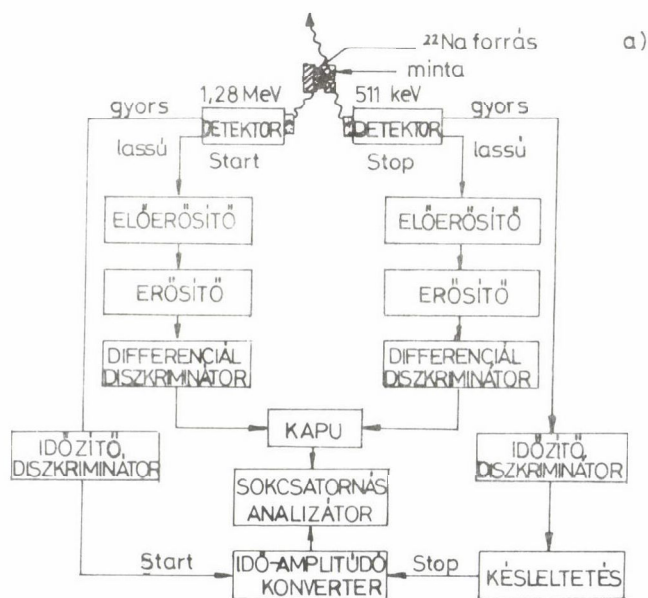 ²²Na forrás
a)
minta
1,28 MeV
511 keV
gyors
gyors
DETEKTOR
DETEKTOR
lassú
lassú
Start
Stop
ELŐERŐSÍTŐ
ELŐERŐSÍTŐ
ERŐSÍTŐ
ERŐSÍTŐ
DIFFERENCIÁL
DISZKRIMINÁTOR
DIFFERENCIÁL
DISZKRIMINÁTOR
KAPU
IDŐZÍTŐ,
DISZKRIMINÁTOR
IDŐZÍTŐ,
DISZKRIMINÁTOR
SOKCSATORNÁS
ANALIZÁTOR
Start
IDŐ-AMPLITÚDÓ
KONVERTER
Stop
KÉSLELTETÉS